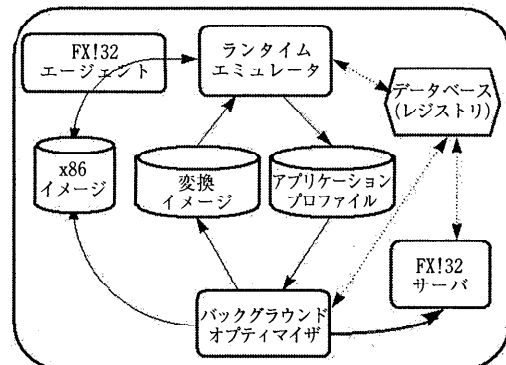 FX!32
エージェント
ランタイム
エミュレータ
データベース
(レジストリ)
x86
イメージ
変換
イメージ
アプリケーション
プロファイル
FX!32
サーバ
バックグラウンド
オプティマイザ